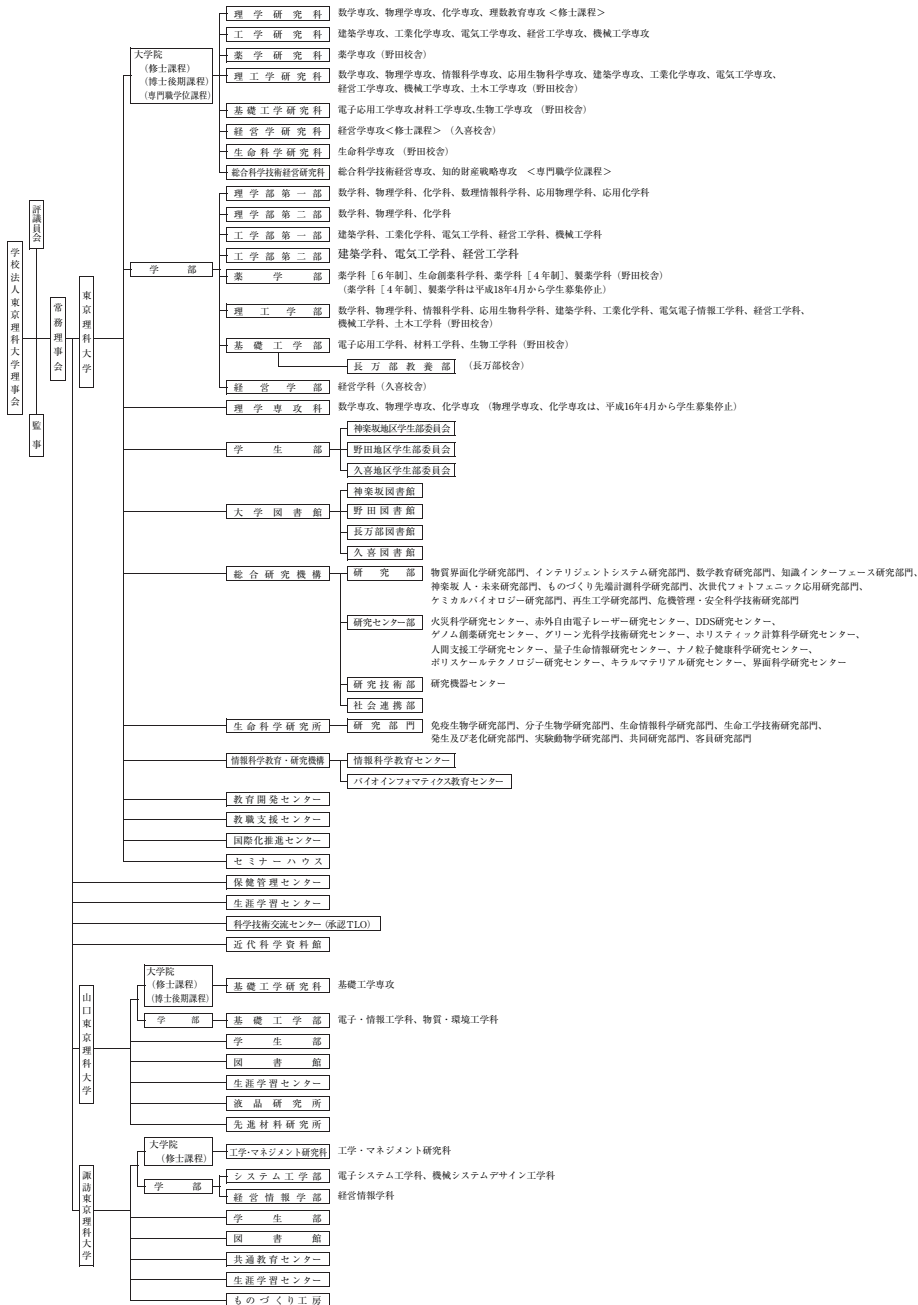 学校法人東京理科大学理事会
評議員会
監事
常務理事会
東京理科大学
大学院
（修士課程）
（博士後期課程）
（専門職学位課程）
理学研究科 数学専攻、物理学専攻、化学専攻、理数教育専攻＜修士課程＞
工学研究科 建築学専攻、工業化学専攻、電気工学専攻、経営工学専攻、機械工学専攻
薬学研究科 薬学専攻（野田校舎）
理工学研究科 数学専攻、物理学専攻、情報科学専攻、応用生物科学専攻、建築学専攻、工業化学専攻、電気工学専攻、
経営工学専攻、機械工学専攻、土木工学専攻（野田校舎）
基礎工学研究科 電子応用工学専攻、材料工学専攻、生物工学専攻 （野田校舎）
経営学研究科 経営学専攻＜修士課程＞ （久喜校舎）
生命科学研究科 生命科学専攻 （野田校舎）
総合科学技術経営研究科 総合科学技術経営専攻、知的財産戦略専攻 ＜専門職学位課程＞
学部
理学部第一部 数学科、物理学科、化学科、数理情報科学科、応用物理学科、応用化学科
理学部第二部 数学科、物理学科、化学科
工学部第一部 建築学科、工業化学科、電気工学科、経営工学科、機械工学科
工学部第二部 建築学科、電気工学科、経営工学科
薬学部 薬学科［６年制］、生命創薬科学科、薬学科［４年制］、製薬学科（野田校舎）
（薬学科［４年制］、製薬学科は平成18年4月から学生募集停止）
理工学部 数学科、物理学科、情報科学科、応用生物科学科、建築学科、工業化学科、電気電子情報工学科、経営工学科、
機械工学科、土木工学科（野田校舎）
基礎工学部 電子応用工学科、材料工学科、生物工学科（野田校舎）
長万部教養部 （長万部校舎）
経営学部 経営学科（久喜校舎）
理学専攻科 数学専攻、物理学専攻、化学専攻 （物理学専攻、化学専攻は、平成16年4月から学生募集停止）
学生部
神楽坂地区学生部委員会
野田地区学生部委員会
久喜地区学生部委員会
大学図書館
神楽坂図書館
野田図書館
長万部図書館
久喜図書館
総合研究機構
研究部 物質界面化学研究部門、インテリジェントシステム研究部門、数学教育研究部門、知識インターフェース研究部門、
神楽坂 人・未来研究部門、ものづくり先端計測科学研究部門、次世代フォトフェニック応用研究部門、
ケミカルバイオロジー研究部門、再生工学研究部門、危機管理・安全科学技術研究部門
研究センター部 火災科学研究センター、赤外自由電子レーザー研究センター、DDS研究センター、
ゲノム創薬研究センター、グリーン光科学技術研究センター、ホリスティック計算科学研究センター、
人間支援工学研究センター、量子生命情報研究センター、ナノ粒子健康科学研究センター、
ポリスケールテクノロジー研究センター、キラルマテリアル研究センター、界面科学研究センター
研究技術部 研究機器センター
社会連携部
生命科学研究所
研究部門 免疫生物学研究部門、分子生物学研究部門、生命情報科学研究部門、生命工学技術研究部門、
発生及び老化研究部門、実験動物学研究部門、共同研究部門、客員研究部門
情報科学教育・研究機構
情報科学教育センター
バイオインフォマティクス教育センター
教育開発センター
教職支援センター
国際化推進センター
セミナーハウス
保健管理センター
生涯学習センター
科学技術交流センター（承認TLO）
近代科学資料館
山口東京理科大学
大学院
（修士課程）
（博士後期課程）
基礎工学研究科 基礎工学専攻
学部
基礎工学部 電子・情報工学科、物質・環境工学科
学生部
図書館
生涯学習センター
液晶研究所
先進材料研究所
諏訪東京理科大学
大学院
（修士課程）
工学・マネジメント研究科 工学・マネジメント研究科
学部
システム工学部 電子システム工学科、機械システムデザイン工学科
経営情報学部 経営情報学科
学生部
図書館
共通教育センター
生涯学習センター
ものづくり工房